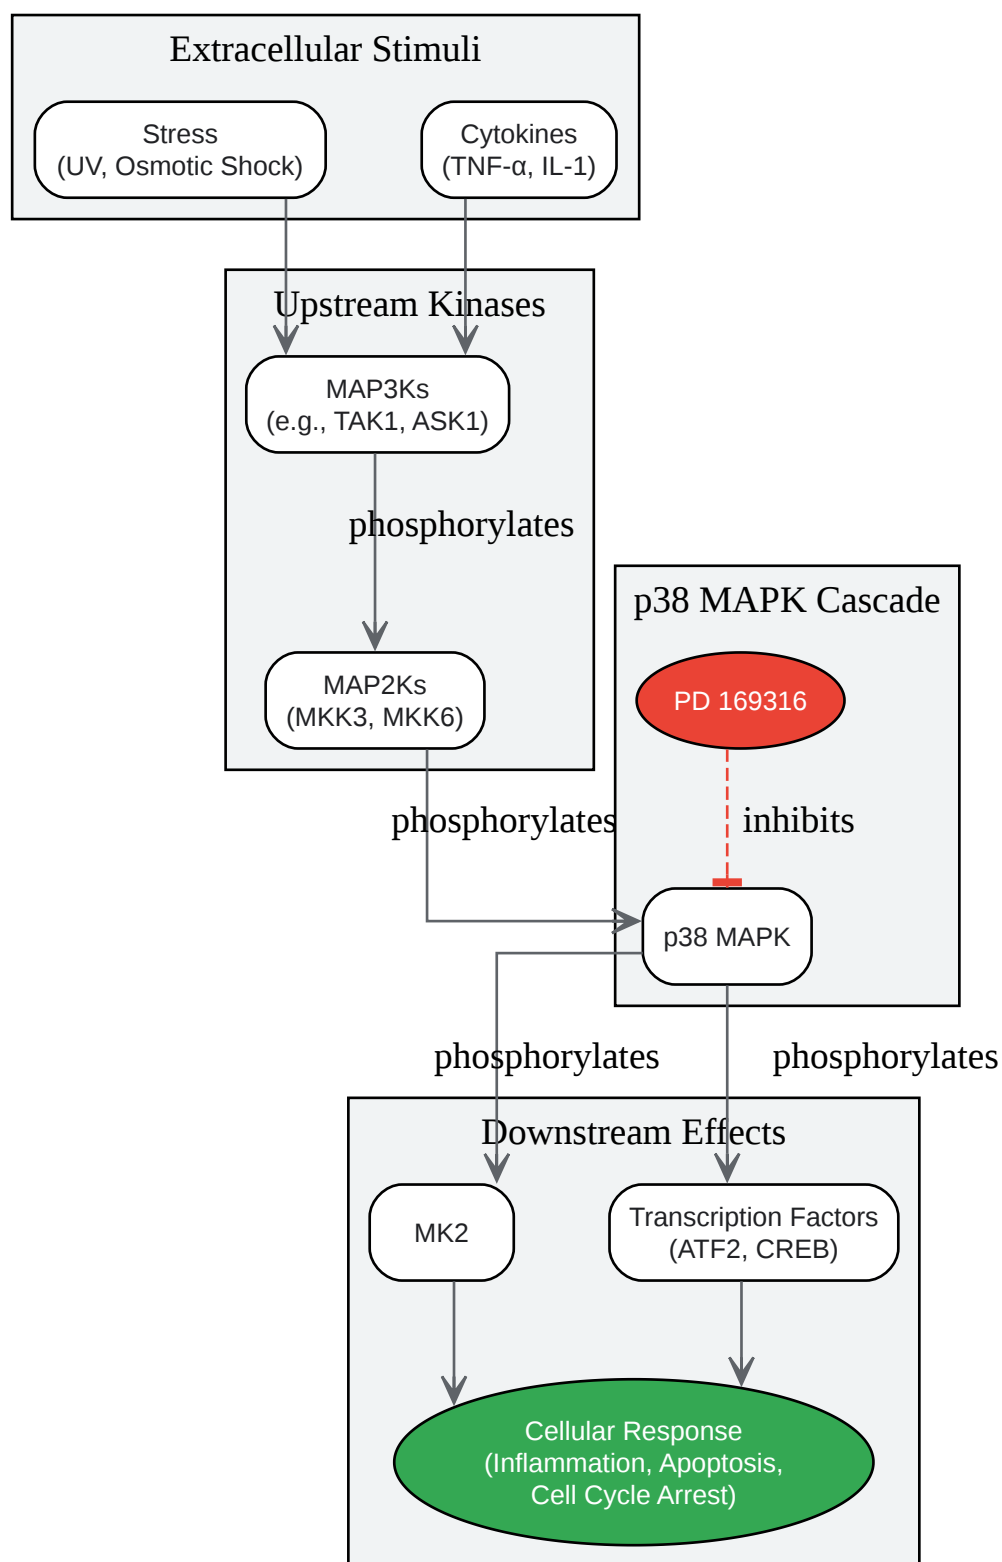 Extracellular Stimuli
Stress
(UV, Osmotic Shock)
Cytokines
(TNF-α, IL-1)
Upstream Kinases
MAP3Ks
(e.g., TAK1, ASK1)
phosphorylates
MAP2Ks
(MKK3, MKK6)
p38 MAPK Cascade
PD 169316
phosphorylates
inhibits
p38 MAPK
phosphorylates
phosphorylates
Downstream Effects
MK2
Transcription Factors
(ATF2, CREB)
Cellular Response
(Inflammation, Apoptosis,
Cell Cycle Arrest)